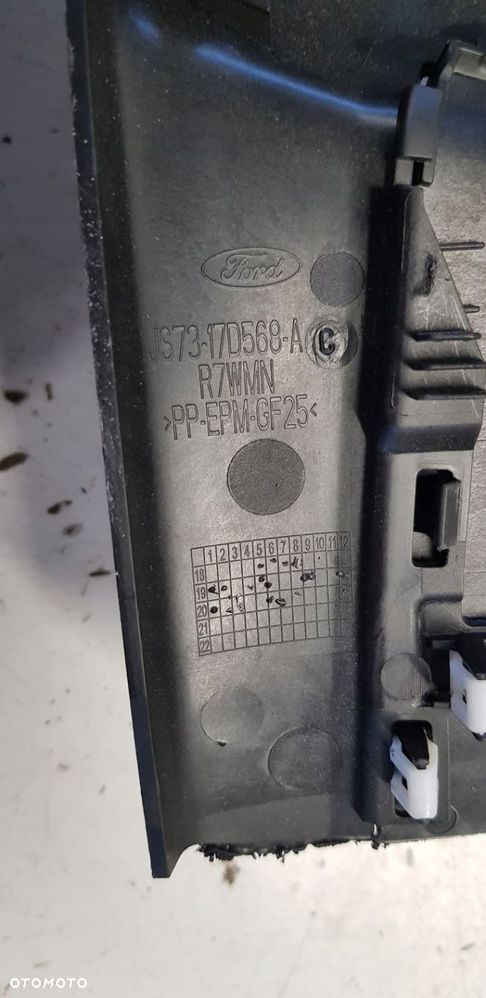 Ford
JS73-17D568-A C
R7WMN
>PP-EPM-GF25<
1 2 3 4 5 6 7 8 9 10 11 12
18
19
20
21
22
OTOMOTO